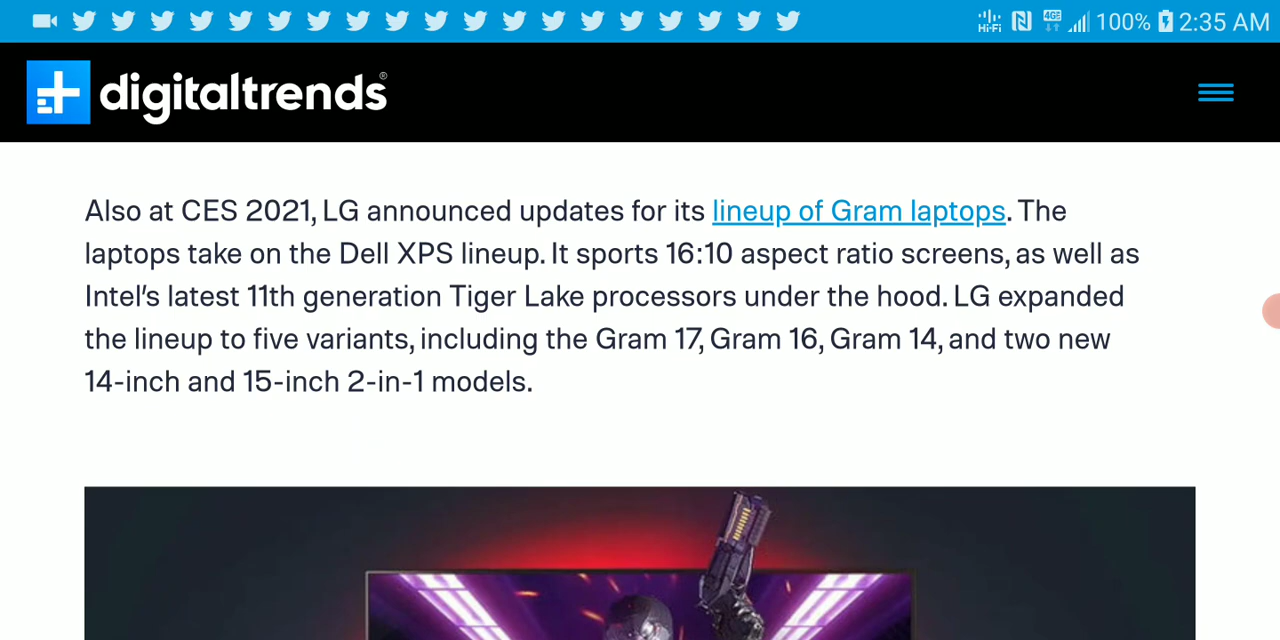 Hi-Fi 4GE 100% 2:35 AM
digitaltrends®
Also at CES 2021, LG announced updates for its lineup of Gram laptops. The
laptops take on the Dell XPS lineup. It sports 16:10 aspect ratio screens, as well as
Intel's latest 11th generation Tiger Lake processors under the hood. LG expanded
the lineup to five variants, including the Gram 17, Gram 16, Gram 14, and two new
14-inch and 15-inch 2-in-1 models.